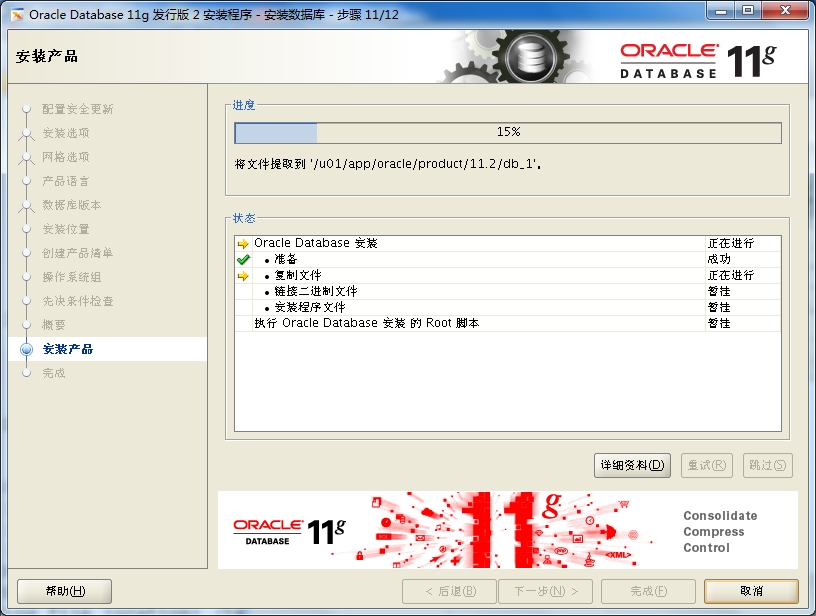 Oracle Database 11g 发行版 2 安装程序 - 安装数据库 - 步骤 11/12
安装产品
ORACLE DATABASE 11g
配置安全更新
安装选项
网格选项
产品语言
数据库版本
安装位置
创建产品清单
操作系统组
先决条件检查
概要
安装产品
完成
进度
15%
将文件提取到 '/u01/app/oracle/product/11.2/db_1'。
状态
Oracle Database 安装 正在进行
• 准备 成功
• 复制文件 正在进行
• 链接二进制文件 暂挂
• 安装程序文件 暂挂
执行 Oracle Database 安装 的 Root 脚本 暂挂
详细资料(D) 重试(R) 跳过(S)
ORACLE DATABASE 11g
11g
<XML>
Consolidate
Compress
Control
帮助(H) < 后退(B) 下一步(N) > 完成(F) 取消